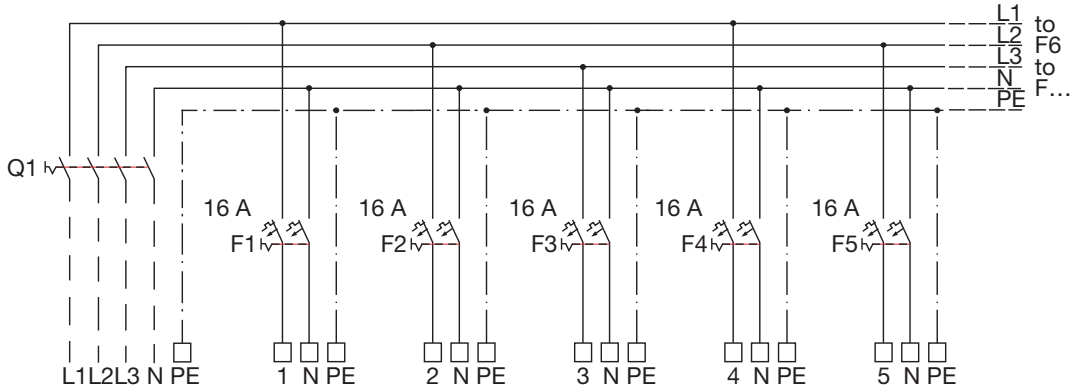 L1 to
L2 F6
L3 to
N F...
PE
Q1
16 A 16 A 16 A 16 A 16 A
F1 F2 F3 F4 F5
L1 L2 L3 N PE 1 N PE 2 N PE 3 N PE 4 N PE 5 N PE